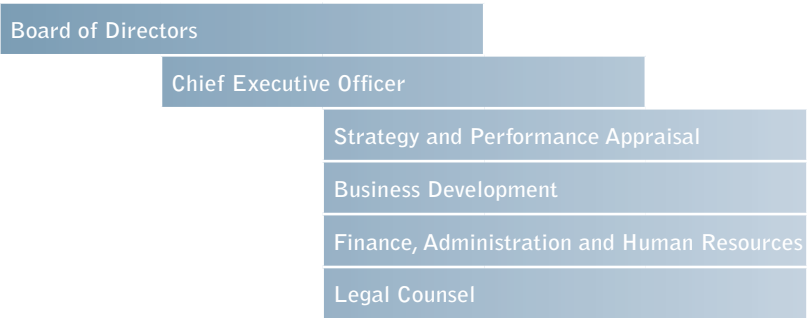 Board of Directors
Chief Executive Officer
Strategy and Performance Appraisal
Business Development
Finance, Administration and Human Resources
Legal Counsel